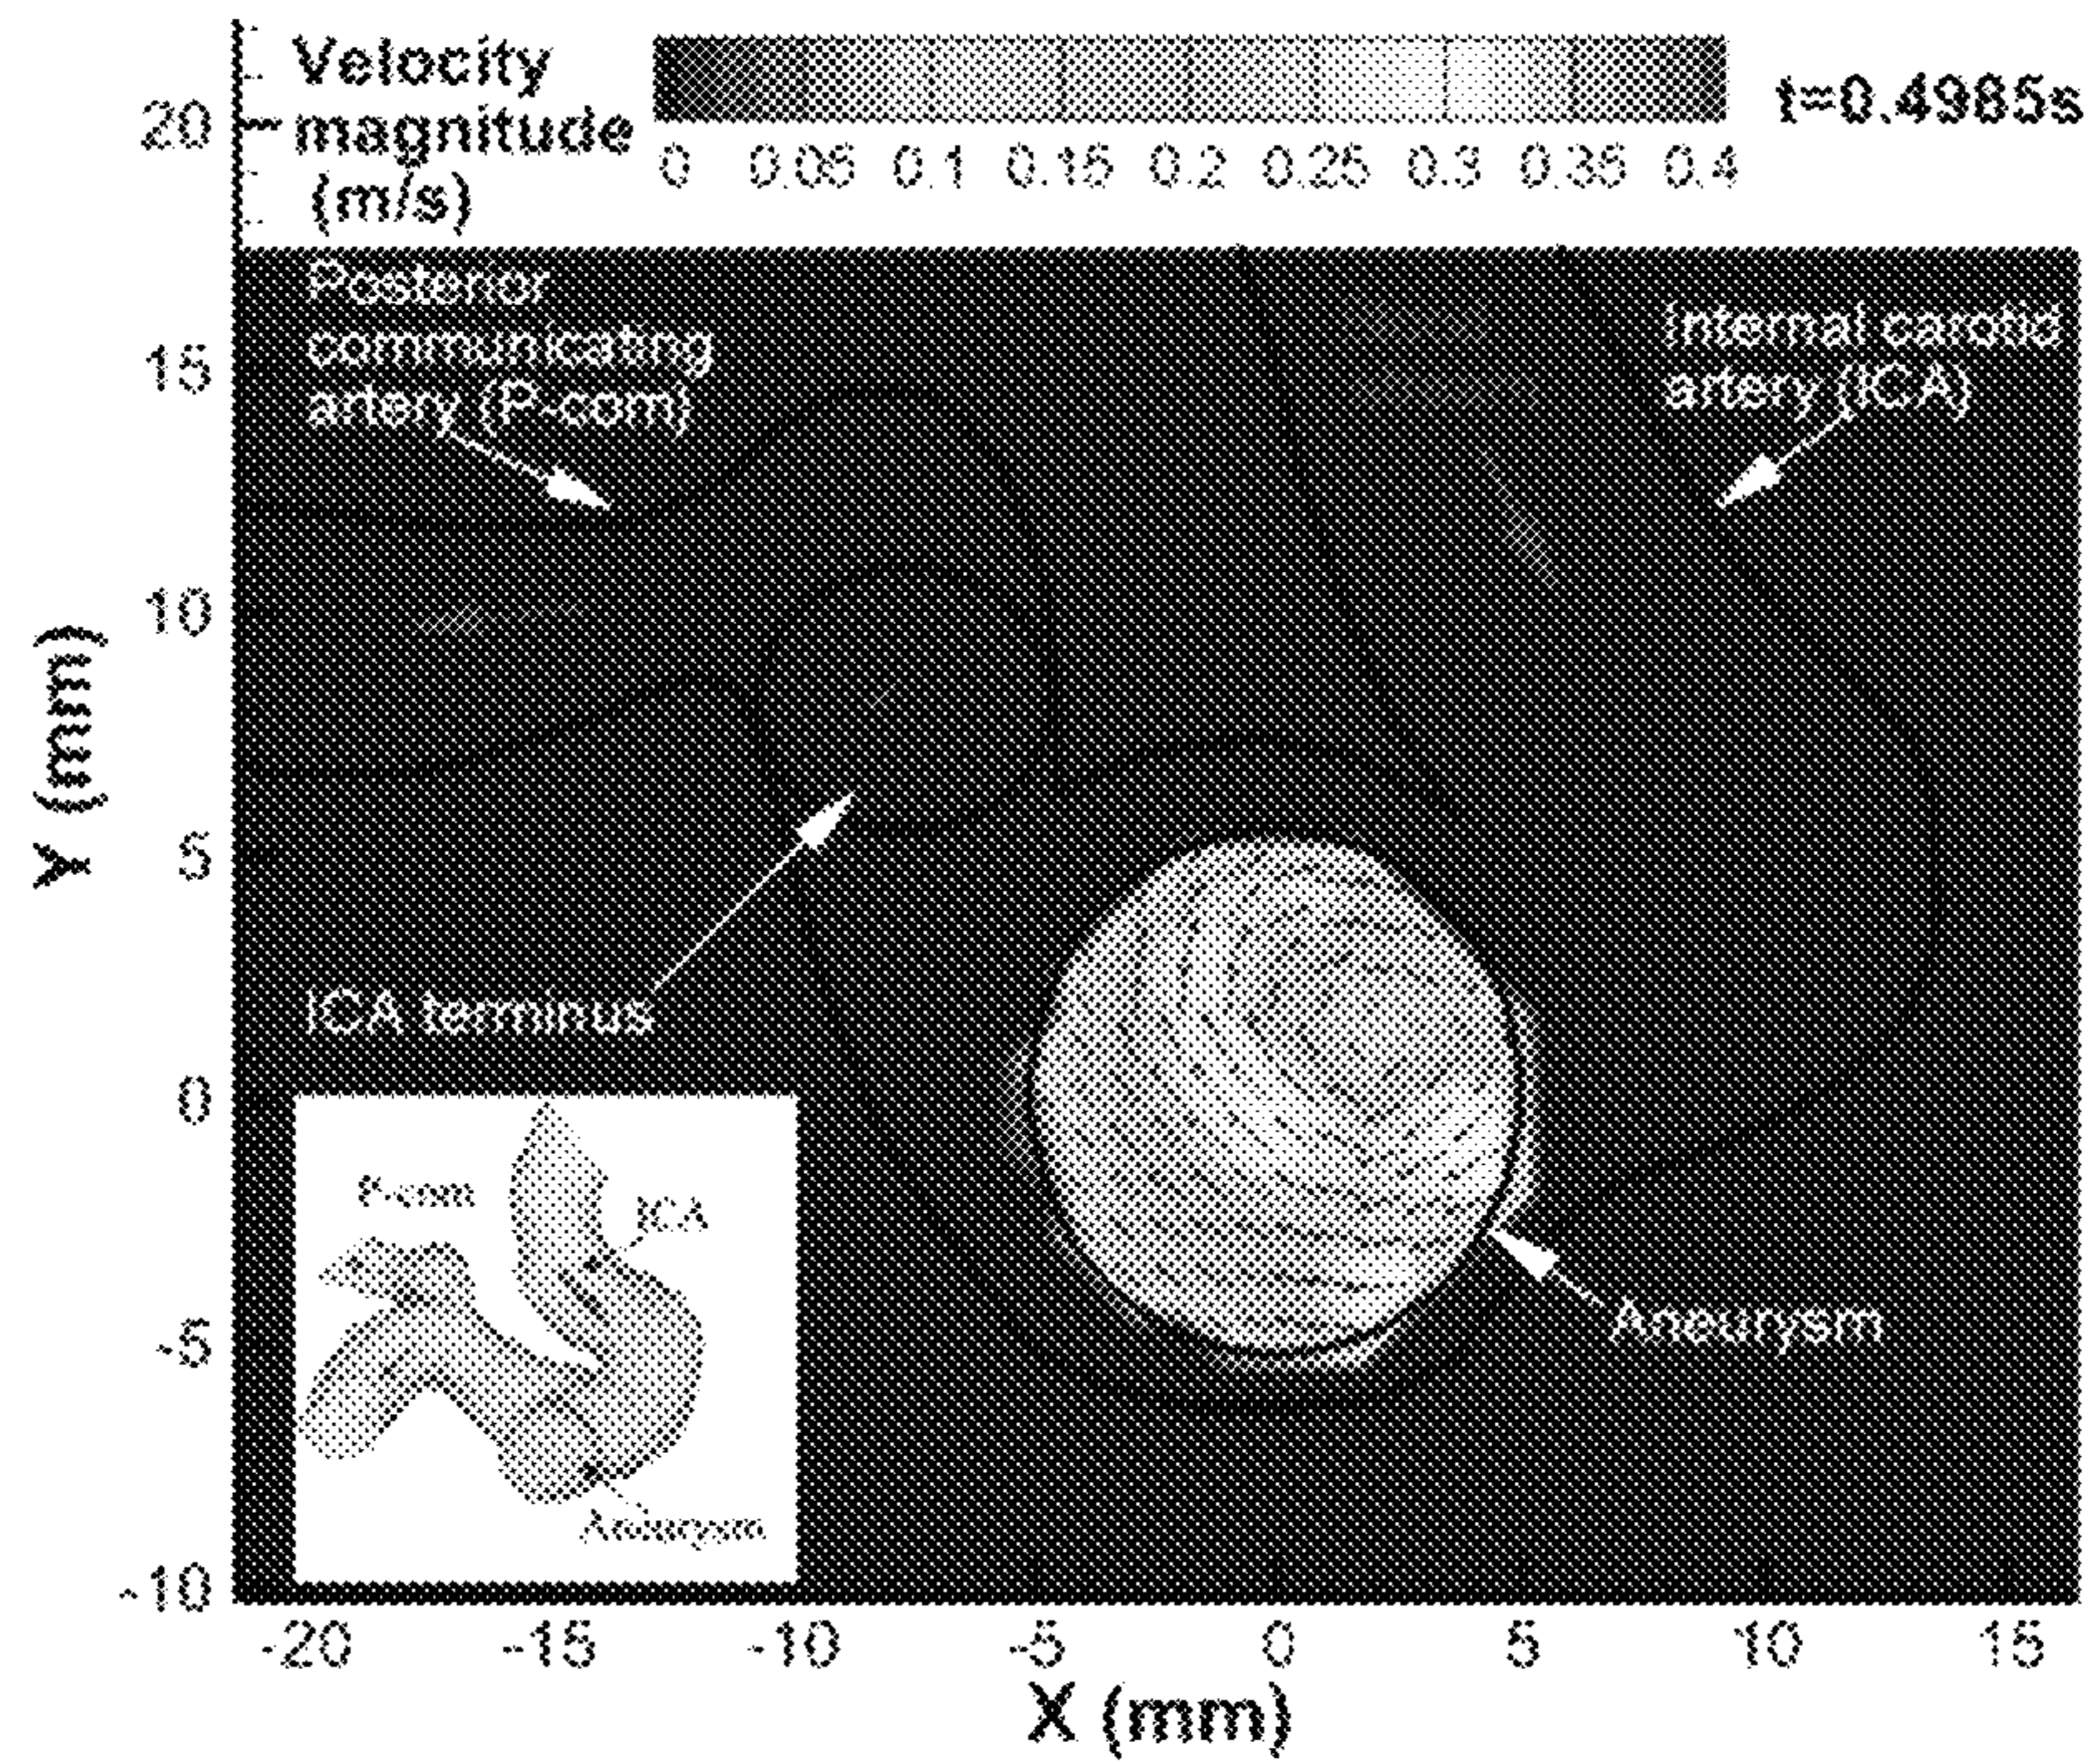 Velocity
magnitude
(m/s)
0 0.05 0.1 0.15 0.2 0.25 0.3 0.35 0.4
t=0.4965s
20
15
10
5
0
-5
-10
Y (mm)
Posterior
communicating
artery (P-com)
Internal carotid
artery (ICA)
ICA terminus
P-com
ICA
Aneurysm
Aneurysm
-20 -15 -10 -5 0 5 10 15
X (mm)